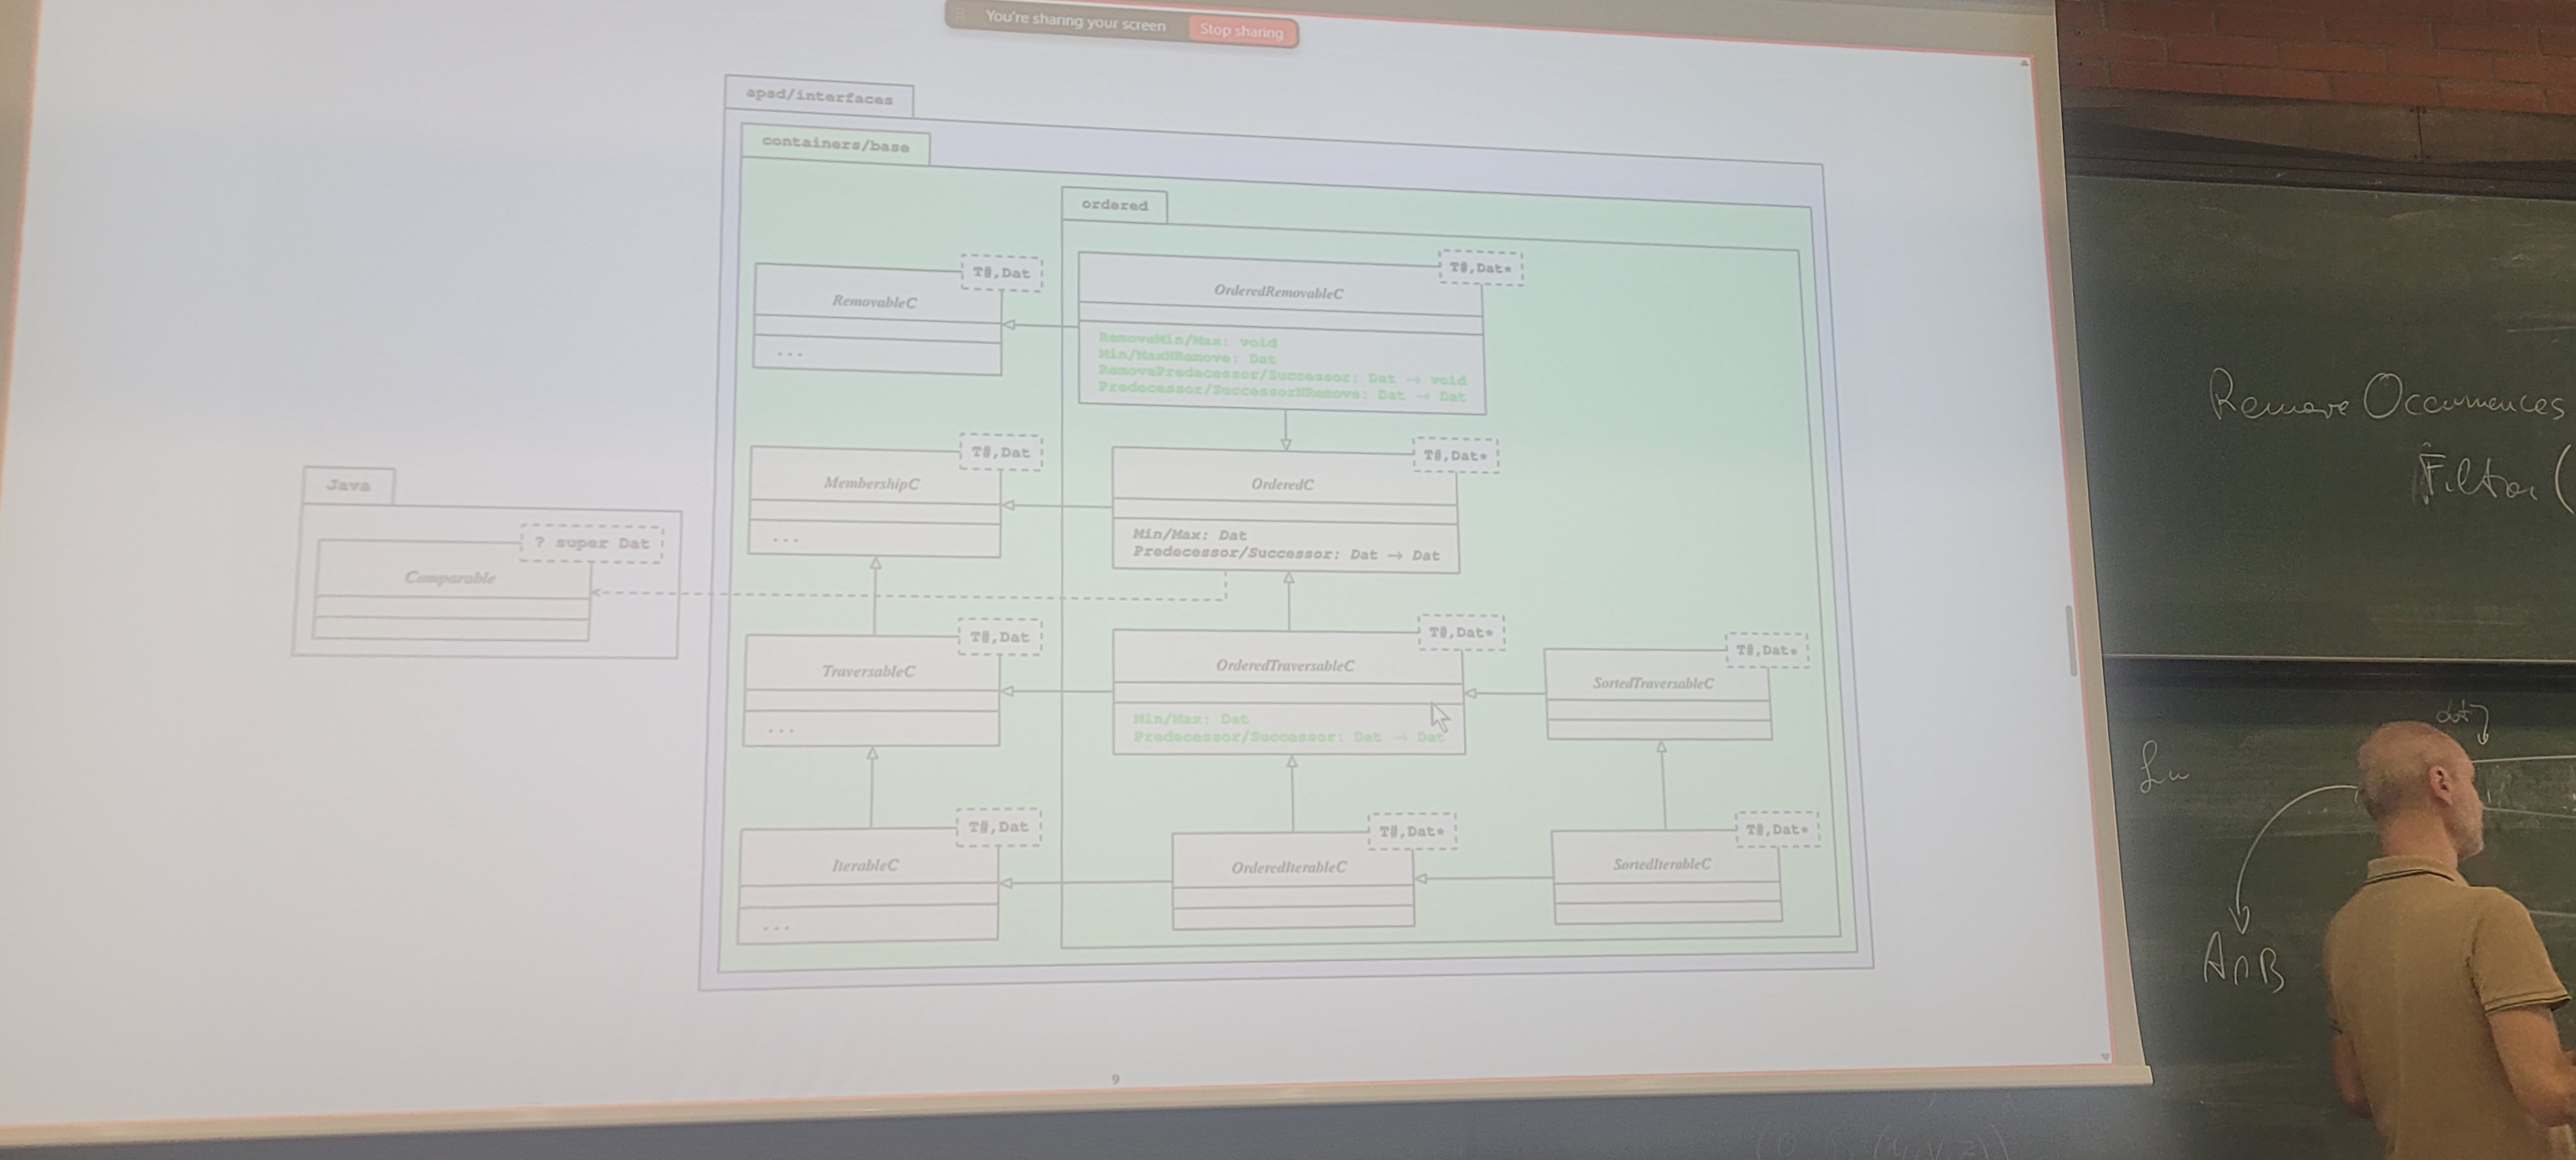 You're sharing your screen
Stop sharing
apsd/interfaces
containers/base
ordered
T@,Dat
RemovableC
...
T@,Dat*
OrderedRemovableC
RemoveMin/Max: void
Min/MaxNRemove: Dat
RemovePredecessor/Successor: Dat → void
Predecessor/SuccessorNRemove: Dat → Dat
T@,Dat
MembershipC
...
T@,Dat*
OrderedC
Min/Max: Dat
Predecessor/Successor: Dat → Dat
Java
? super Dat
Comparable
T@,Dat
TraversableC
...
T@,Dat*
OrderedTraversableC
Min/Max: Dat
Predecessor/Successor: Dat → Dat
T@,Dat*
SortedTraversableC
T@,Dat
IterableC
...
T@,Dat*
OrderedIterableC
T@,Dat*
SortedIterableC
9
Remove Occurrences
Filter (
dat
A∩B